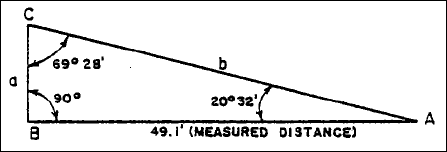 C
69° 28'
b
a
90°
20° 32'
B
A
49.1' (MEASURED DISTANCE)